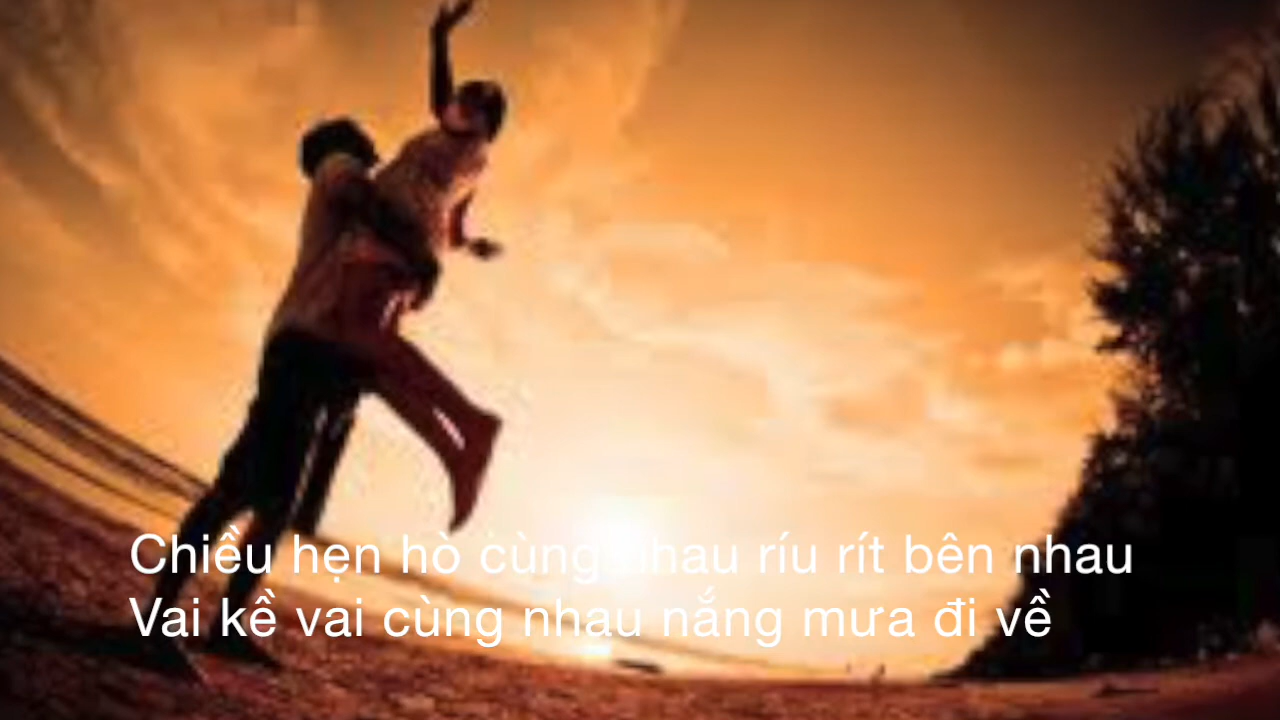 Chiều hẹn hò cùng nhau ríu rít bên nhau
Vai kề vai cùng nhau nắng mưa đi về